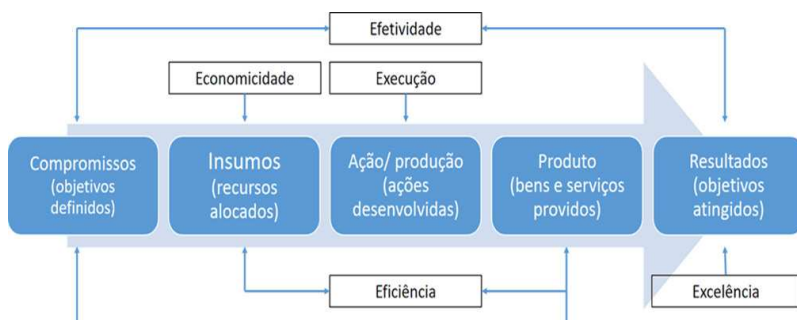 Efetividade
Economicidade
Execução
Compromissos
(objetivos
definidos)
Insumos
(recursos
alocados)
Ação/ produção
(ações
desenvolvidas)
Produto
(bens e serviços
providos)
Resultados
(objetivos
atingidos)
Eficiência
Excelência